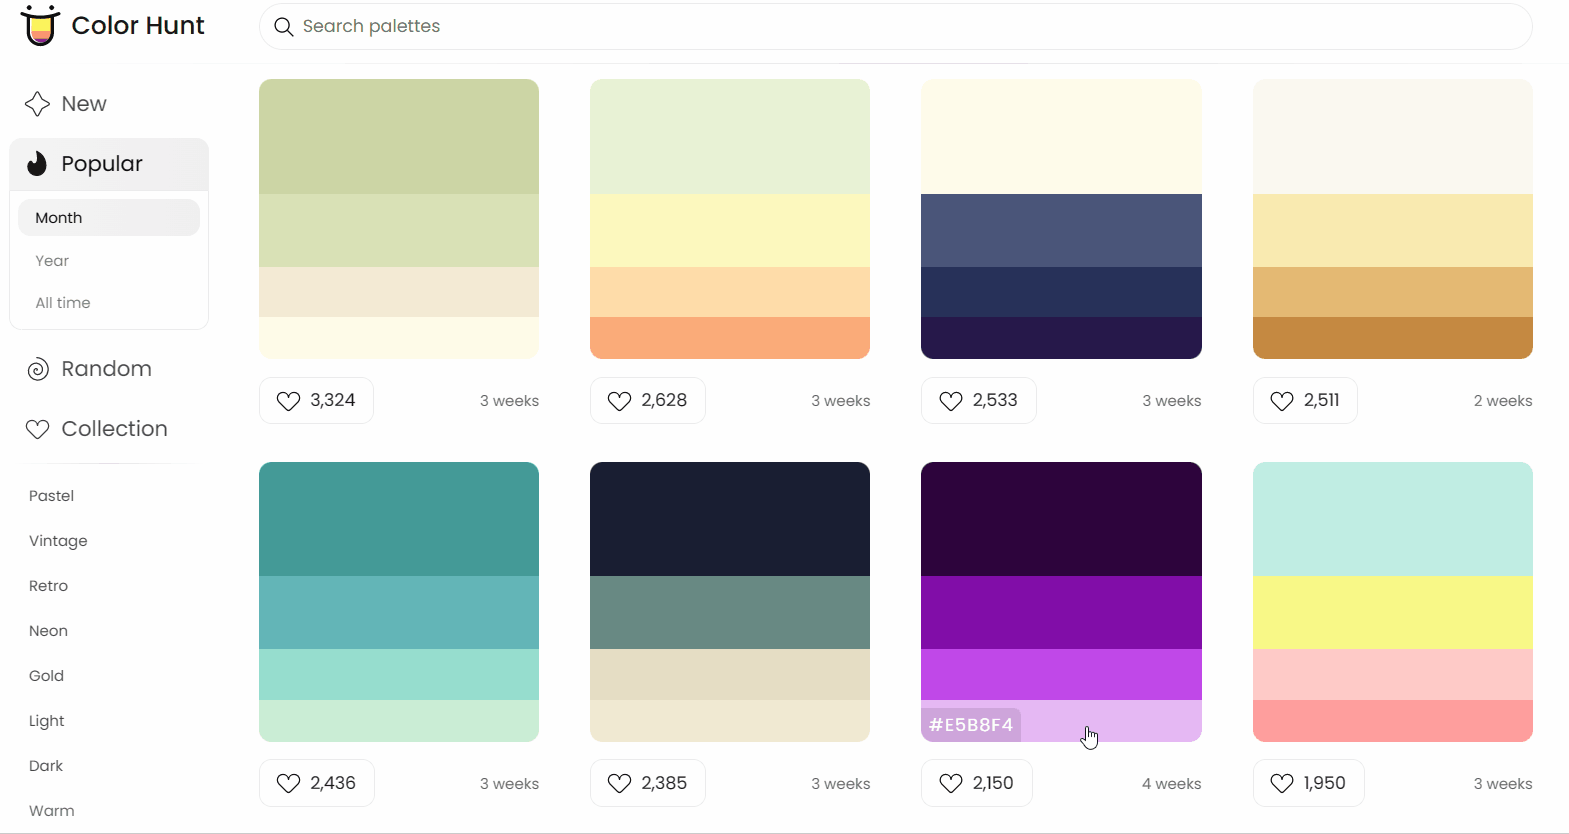 Color Hunt
Search palettes
New
Popular
Month
Year
All time
Random
Collection
Pastel
Vintage
Retro
Neon
Gold
Light
Dark
Warm
3,324 3 weeks
2,628 3 weeks
2,533 3 weeks
2,511 2 weeks
#E5B8F4
2,436 3 weeks
2,385 3 weeks
2,150 4 weeks
1,950 3 weeks